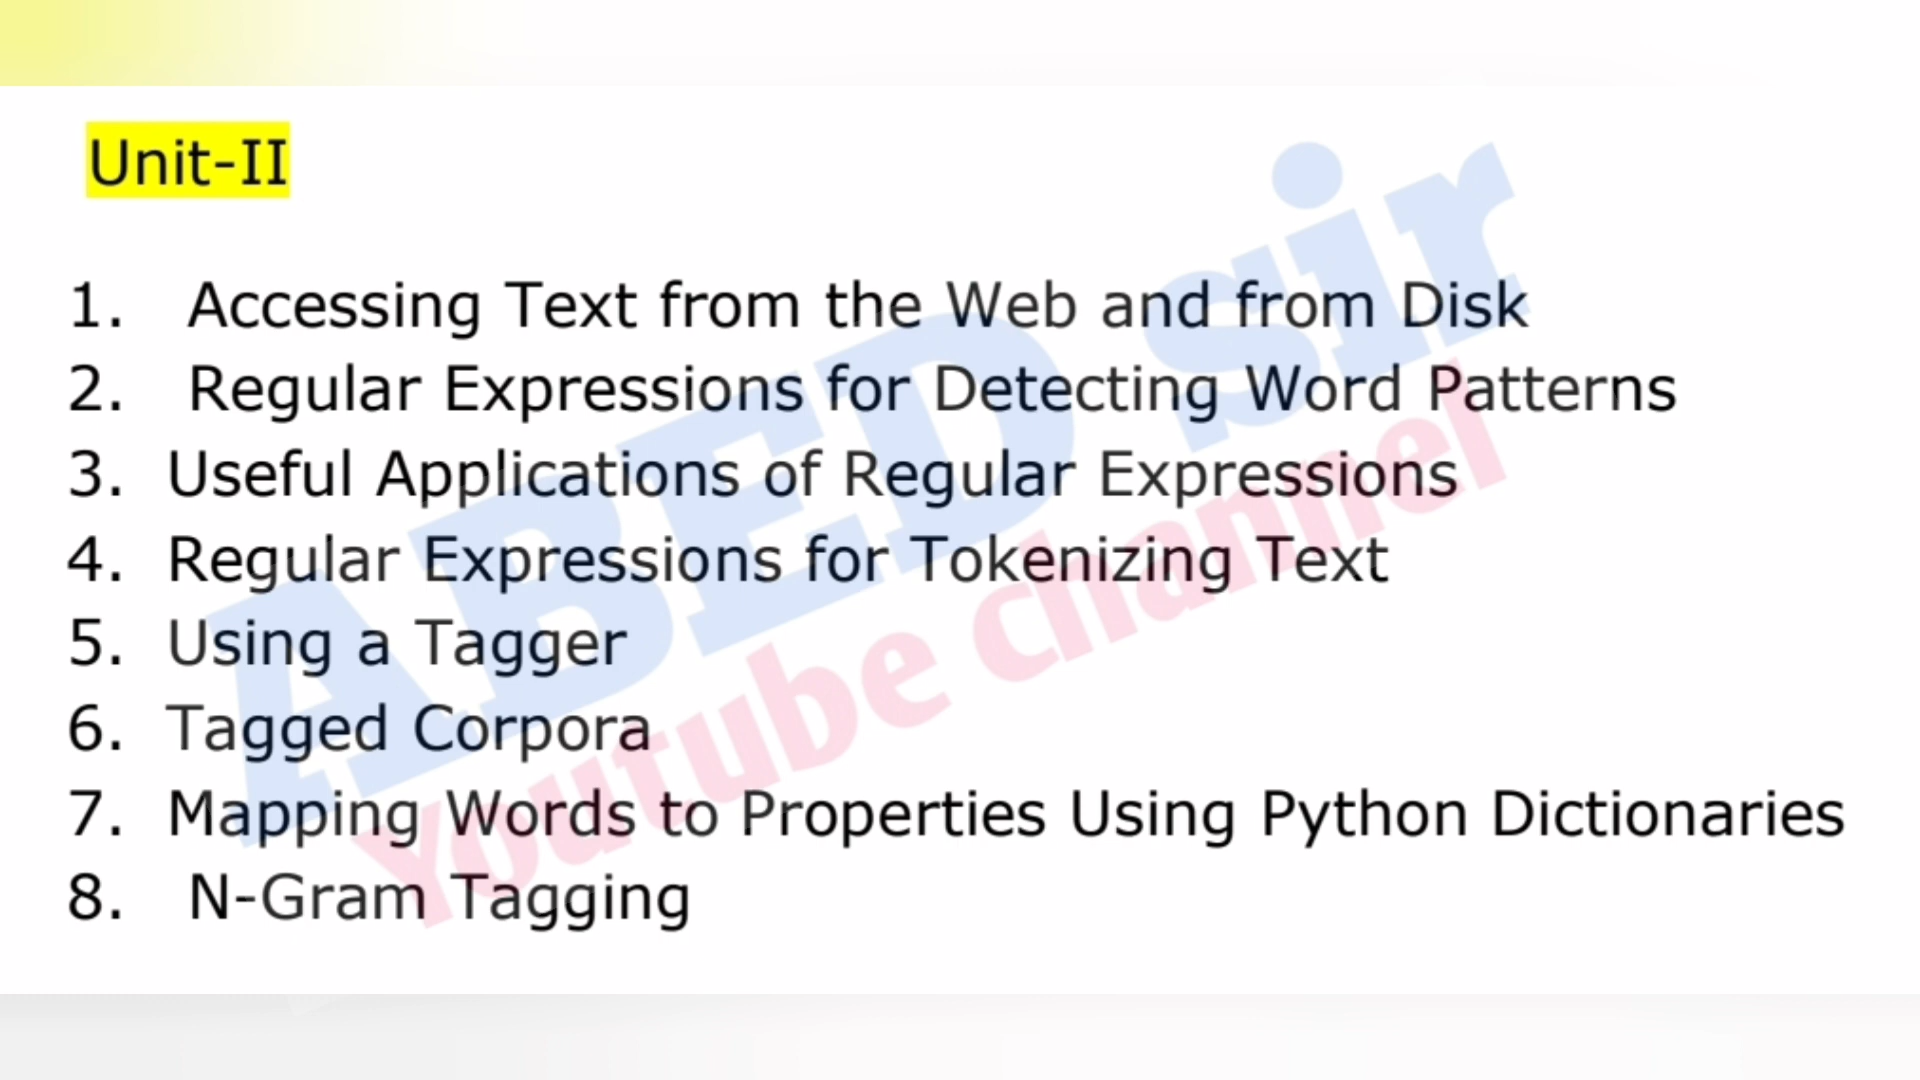 Unit-II
1. Accessing Text from the Web and from Disk
2. Regular Expressions for Detecting Word Patterns
3. Useful Applications of Regular Expressions
4. Regular Expressions for Tokenizing Text
5. Using a Tagger
6. Tagged Corpora
7. Mapping Words to Properties Using Python Dictionaries
8. N-Gram Tagging
ABED sir
Youtube channel